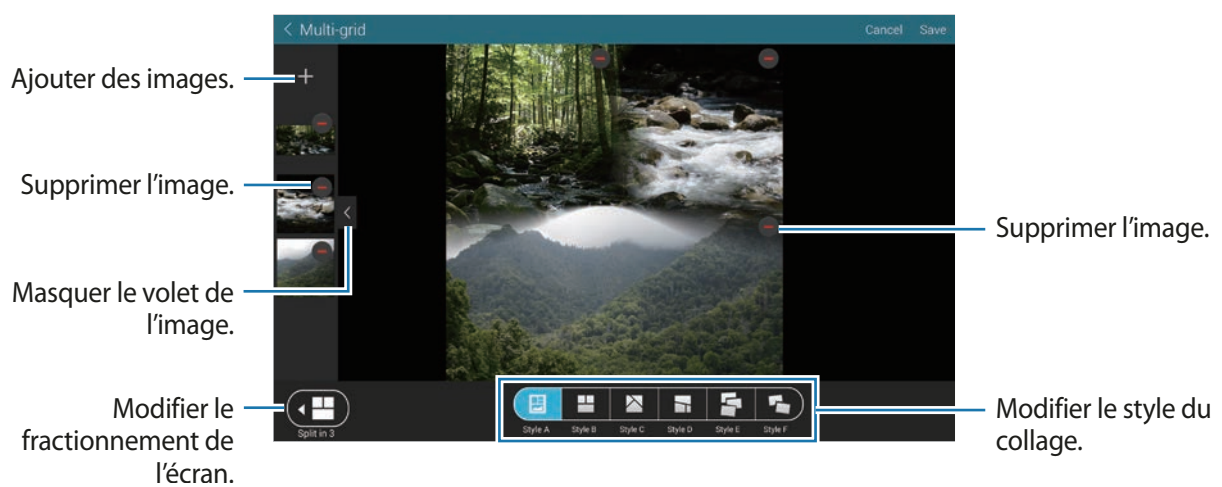 < Multi-grid
Cancel Save
Ajouter des images.
Supprimer l’image.
Supprimer l’image.
Masquer le volet de
l’image.
Modifier le
fractionnement de
l’écran.
Split in 3
Style A Style B Style C Style D Style E Style F
Modifier le style du
collage.